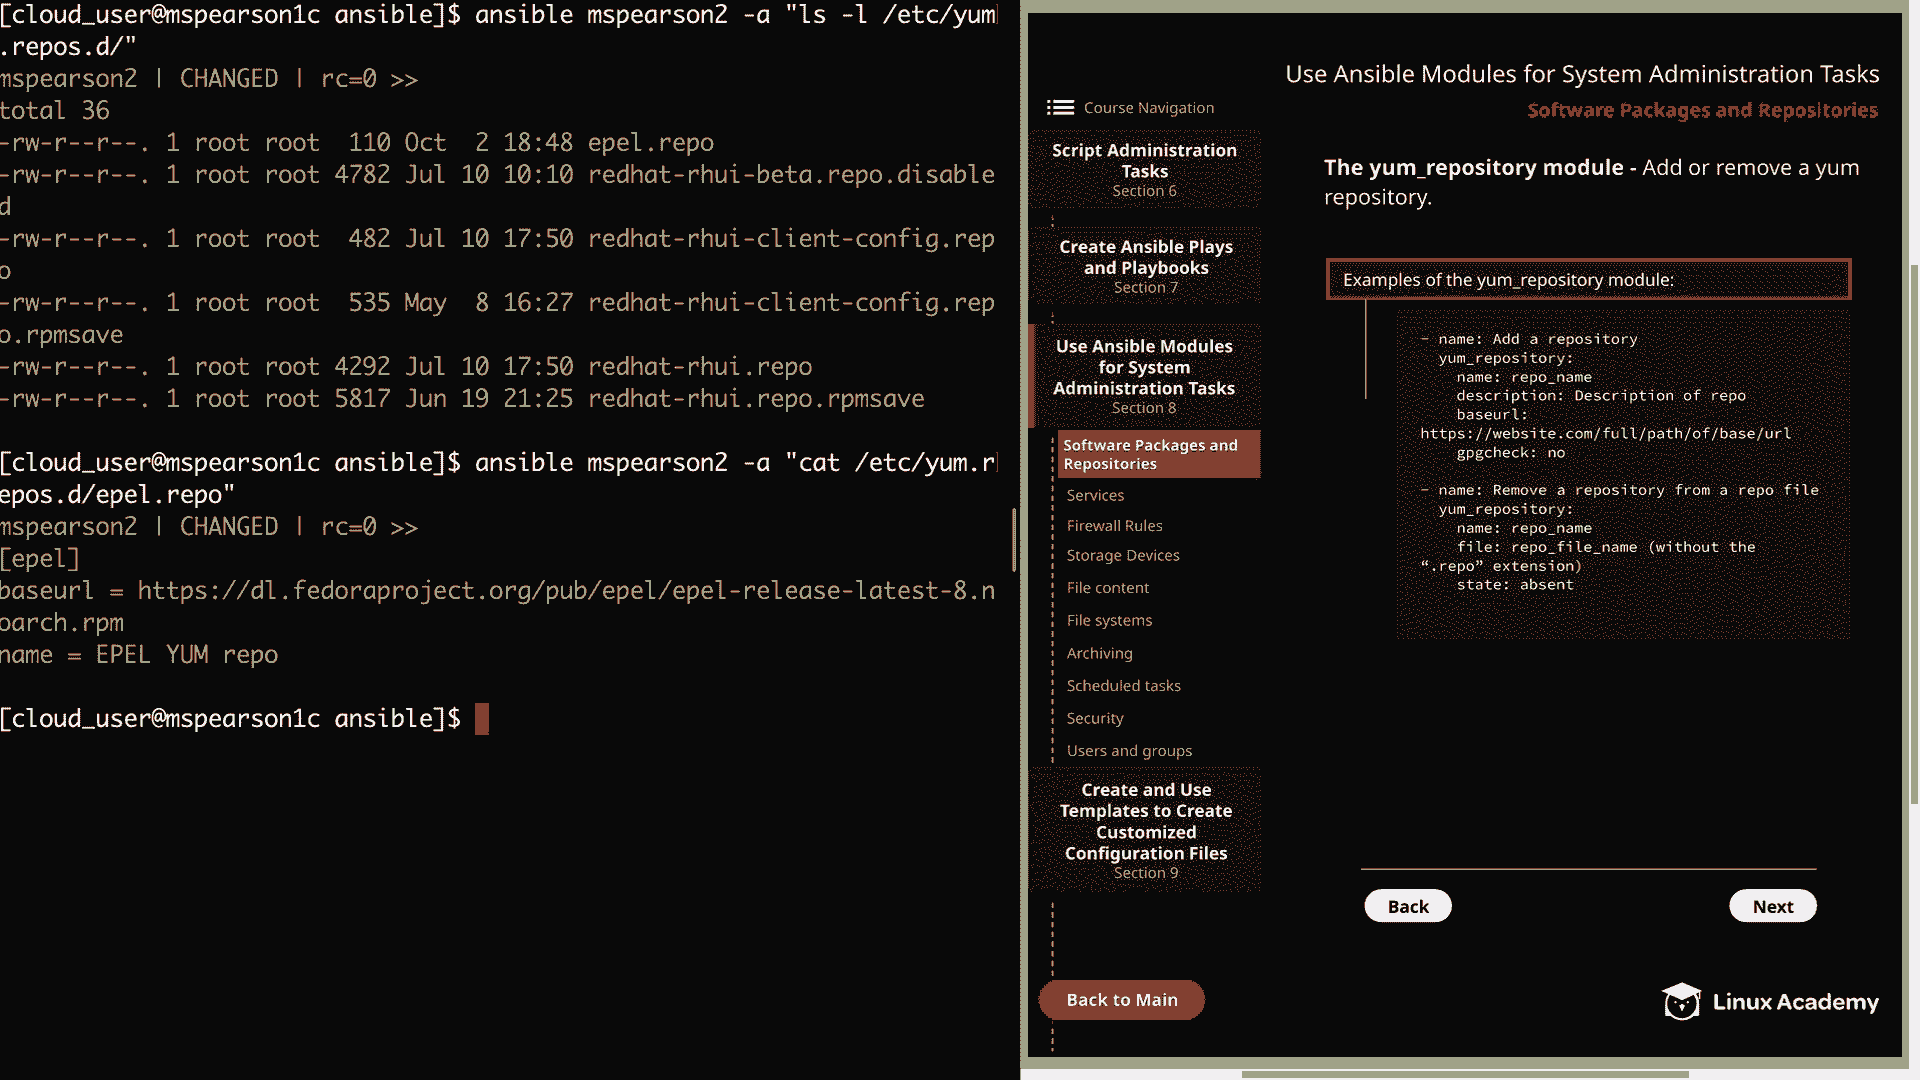 [cloud_user@mspearson1c ansible]$ ansible mspearson2 -a "ls -l /etc/yum
.repos.d/"
mspearson2 | CHANGED | rc=0 >>
total 36
-rw-r--r--. 1 root root  110 Oct  2 18:48 epel.repo
-rw-r--r--. 1 root root 4782 Jul 10 10:10 redhat-rhui-beta.repo.disable
d
-rw-r--r--. 1 root root  482 Jul 10 17:50 redhat-rhui-client-config.rep
o
-rw-r--r--. 1 root root  535 May  8 16:27 redhat-rhui-client-config.rep
o.rpmsave
-rw-r--r--. 1 root root 4292 Jul 10 17:50 redhat-rhui.repo
-rw-r--r--. 1 root root 5817 Jun 19 21:25 redhat-rhui.repo.rpmsave
[cloud_user@mspearson1c ansible]$ ansible mspearson2 -a "cat /etc/yum.r
epos.d/epel.repo"
mspearson2 | CHANGED | rc=0 >>
[epel]
baseurl = https://dl.fedoraproject.org/pub/epel/epel-release-latest-8.n
oarch.rpm
name = EPEL YUM repo
[cloud_user@mspearson1c ansible]$
Use Ansible Modules for System Administration Tasks
Software Packages and Repositories
Course Navigation
Script Administration
Tasks
Section 6
Create Ansible Plays
and Playbooks
Section 7
Use Ansible Modules
for System
Administration Tasks
Section 8
Software Packages and
Repositories
Services
Firewall Rules
Storage Devices
File content
File systems
Archiving
Scheduled tasks
Security
Users and groups
Create and Use
Templates to Create
Customized
Configuration Files
Section 9
Back to Main
The yum_repository module - Add or remove a yum
repository.
Examples of the yum_repository module:
- name: Add a repository
  yum_repository:
    name: repo_name
    description: Description of repo
    baseurl:
https://website.com/full/path/of/base/url
    gpgcheck: no
- name: Remove a repository from a repo file
  yum_repository:
    name: repo_name
    file: repo_file_name (without the
“.repo” extension)
    state: absent
Back
Next
Linux Academy